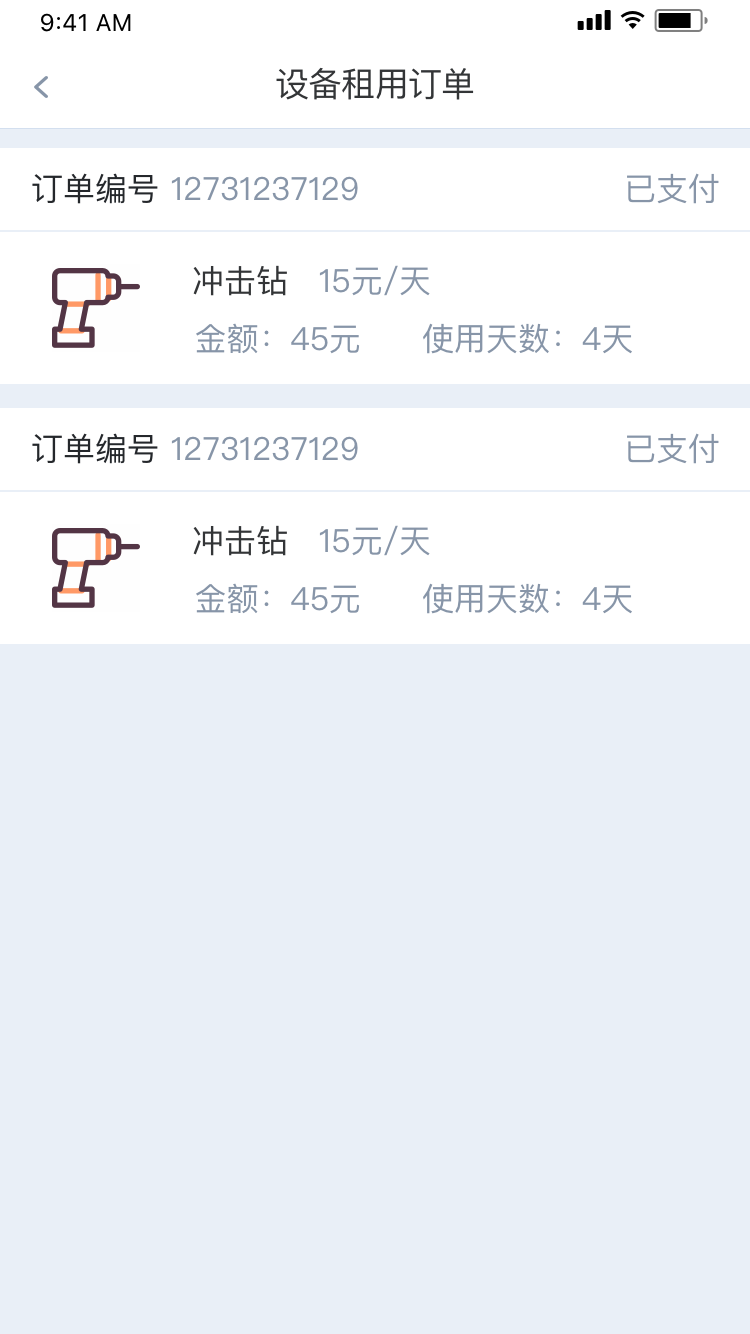 9:41 AM
设备租用订单
订单编号 12731237129 已支付
冲击钻 15元/天
金额：45元 使用天数：4天
订单编号 12731237129 已支付
冲击钻 15元/天
金额：45元 使用天数：4天